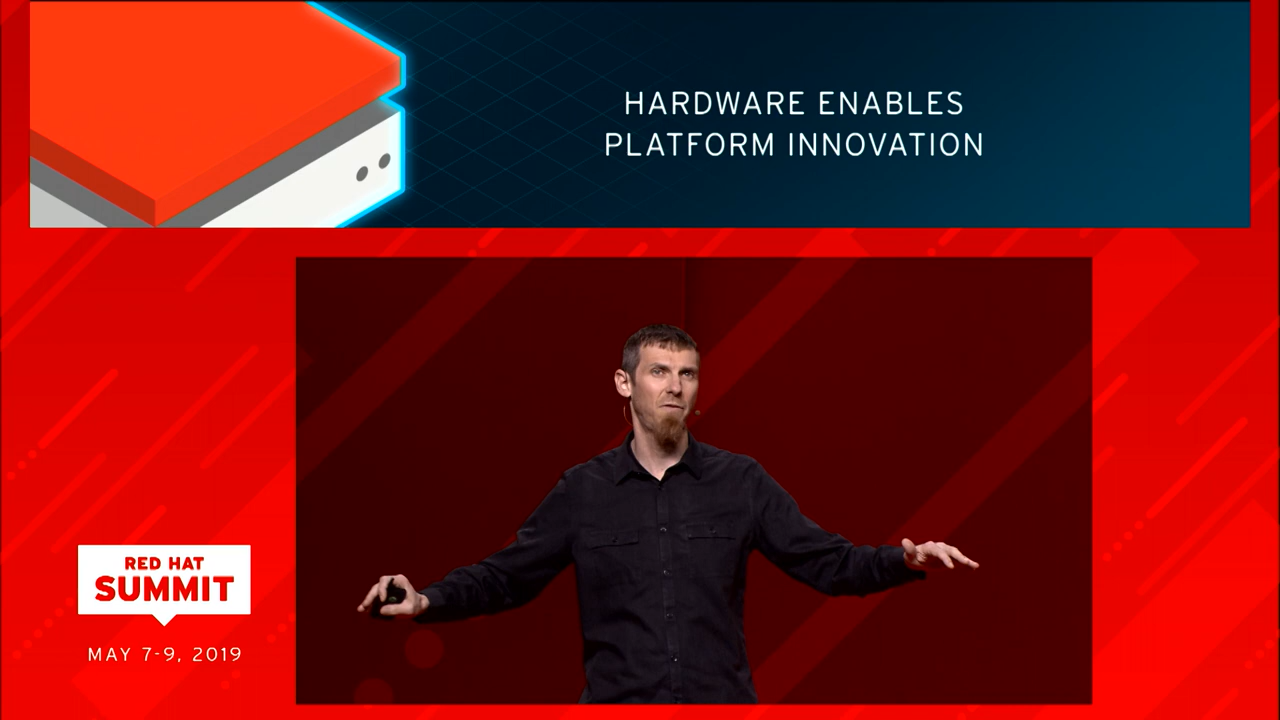 HARDWARE ENABLES
PLATFORM INNOVATION
RED HAT
SUMMIT
MAY 7-9, 2019